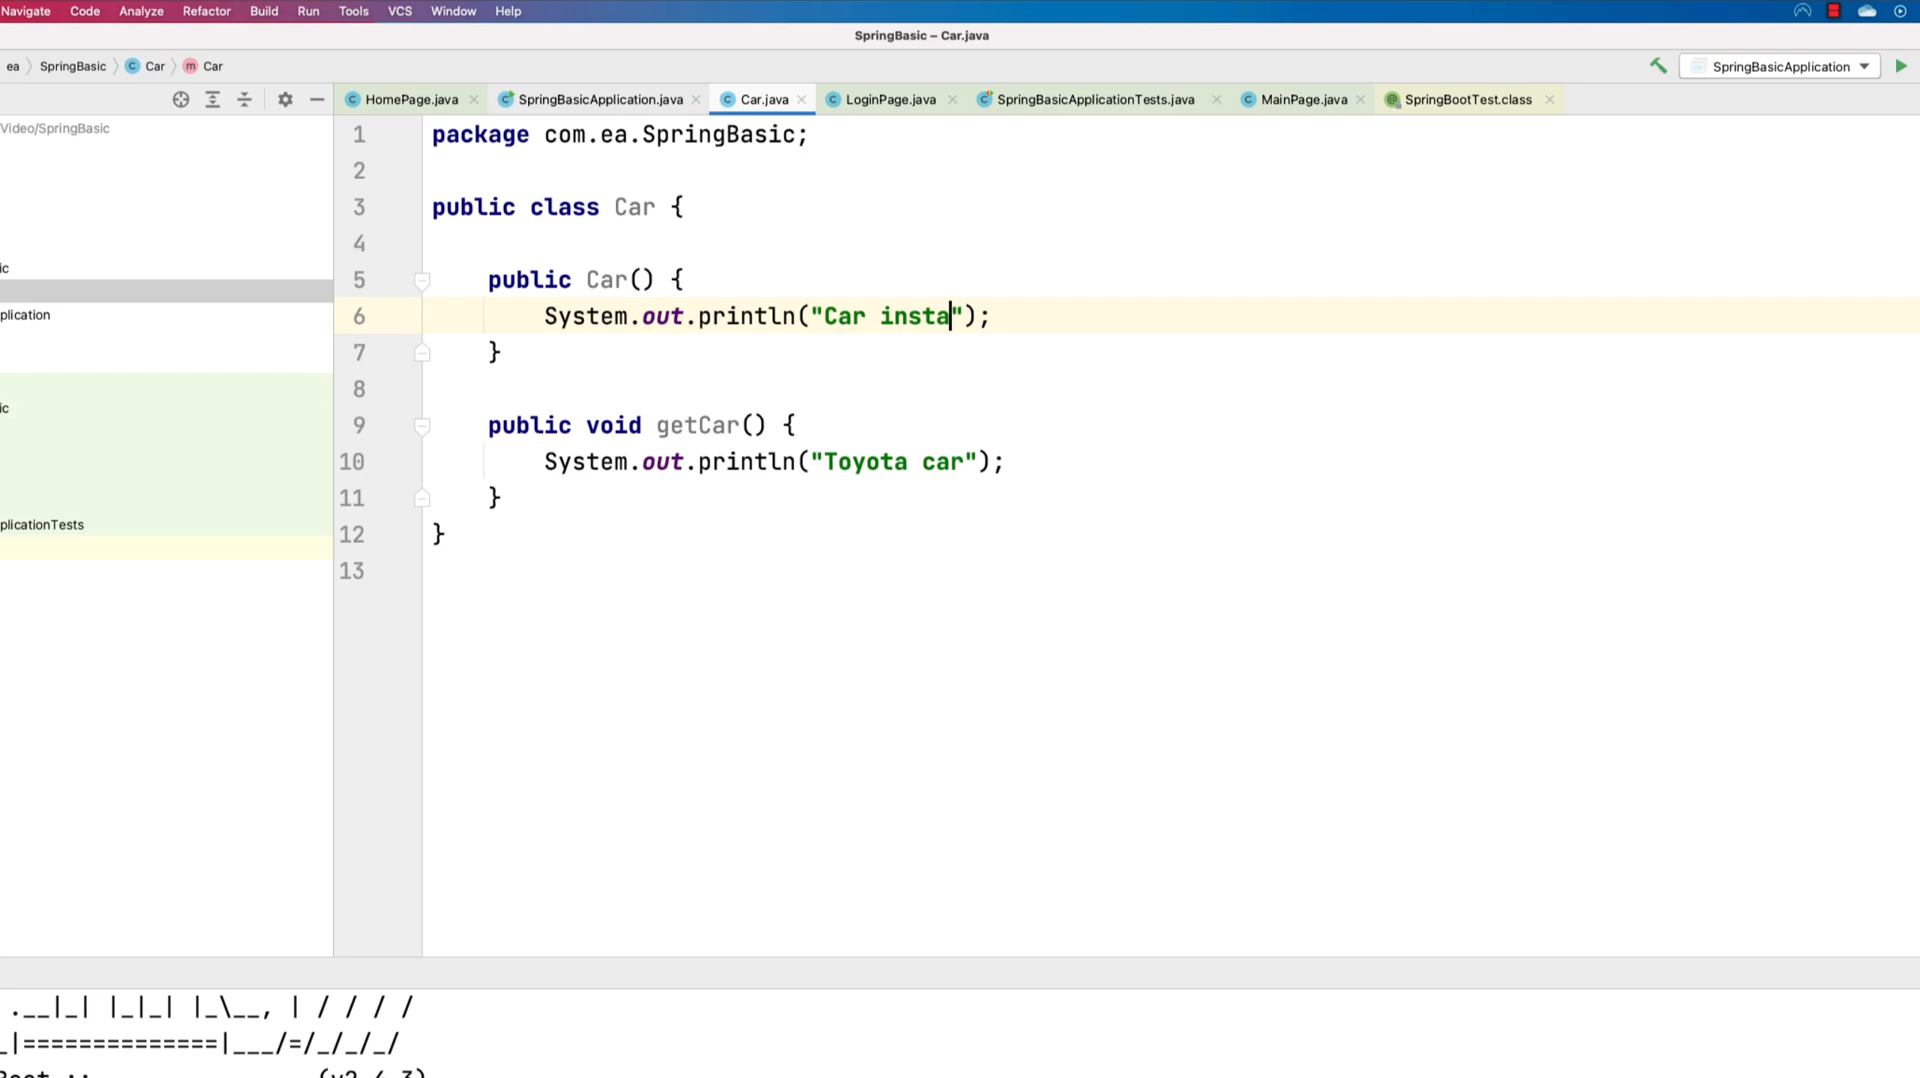 Navigate Code Analyze Refactor Build Run Tools VCS Window Help
SpringBasic – Car.java
ea SpringBasic Car Car
SpringBasicApplication
HomePage.java SpringBasicApplication.java Car.java LoginPage.java SpringBasicApplicationTests.java MainPage.java SpringBootTest.class
Video/SpringBasic
ic
plication
ic
plicationTests
1 package com.ea.SpringBasic;
2
3 public class Car {
4
5 public Car() {
6 System.out.println("Car insta");
7 }
8
9 public void getCar() {
10 System.out.println("Toyota car");
11 }
12 }
13
.__|_| |_|_| |_\__, | / / / /
_|==============|___/=/_/_/_/